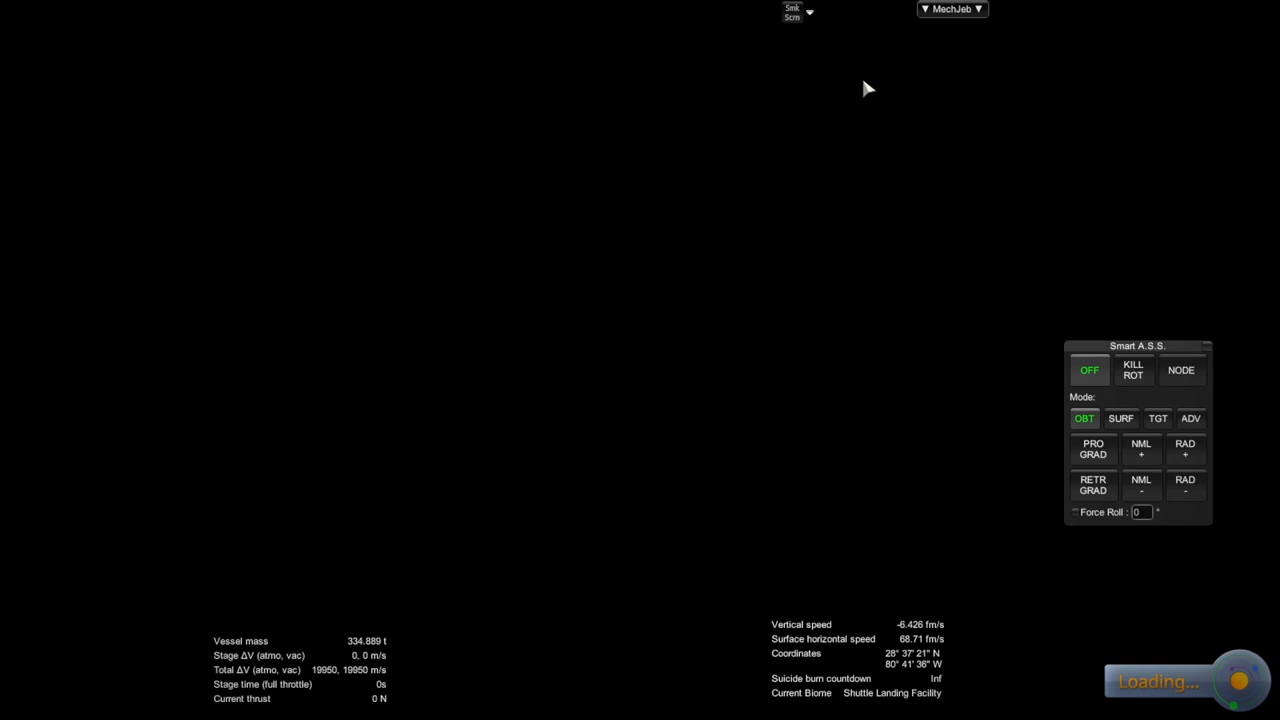 Smk
Scrn
▼ MechJeb ▼
Smart A.S.S.
OFF
KILL
ROT
NODE
Mode:
OBT SURF TGT ADV
PRO
GRAD
NML
+
RAD
+
RETR
GRAD
NML
-
RAD
-
Force Roll : 0 °
Vessel mass 334.889 t
Stage ΔV (atmo, vac) 0, 0 m/s
Total ΔV (atmo, vac) 19950, 19950 m/s
Stage time (full throttle) 0s
Current thrust 0 N
Vertical speed -6.426 fm/s
Surface horizontal speed 68.71 fm/s
Coordinates 28° 37' 21" N
80° 41' 36" W
Suicide burn countdown Inf
Current Biome Shuttle Landing Facility
Loading...